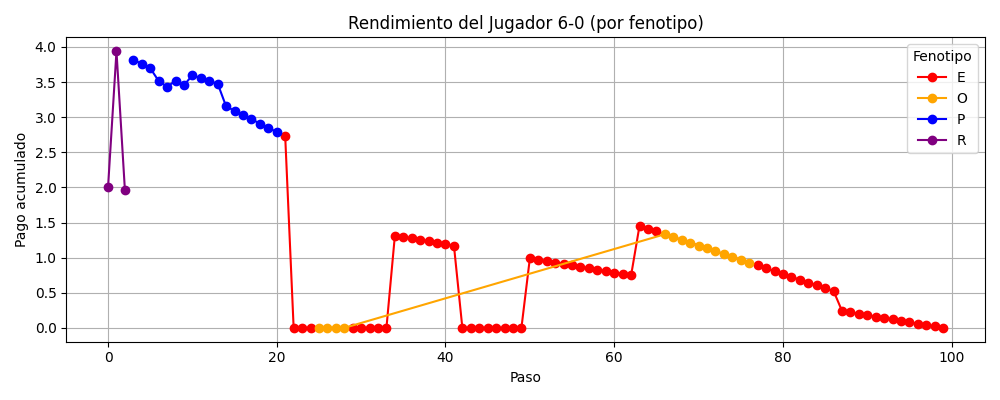 Rendimiento del Jugador 6-0 (por fenotipo)
Pago acumulado
4.0
3.5
3.0
2.5
2.0
1.5
1.0
0.5
0.0
0
20
40
60
80
100
Paso
Fenotipo
E
O
P
R